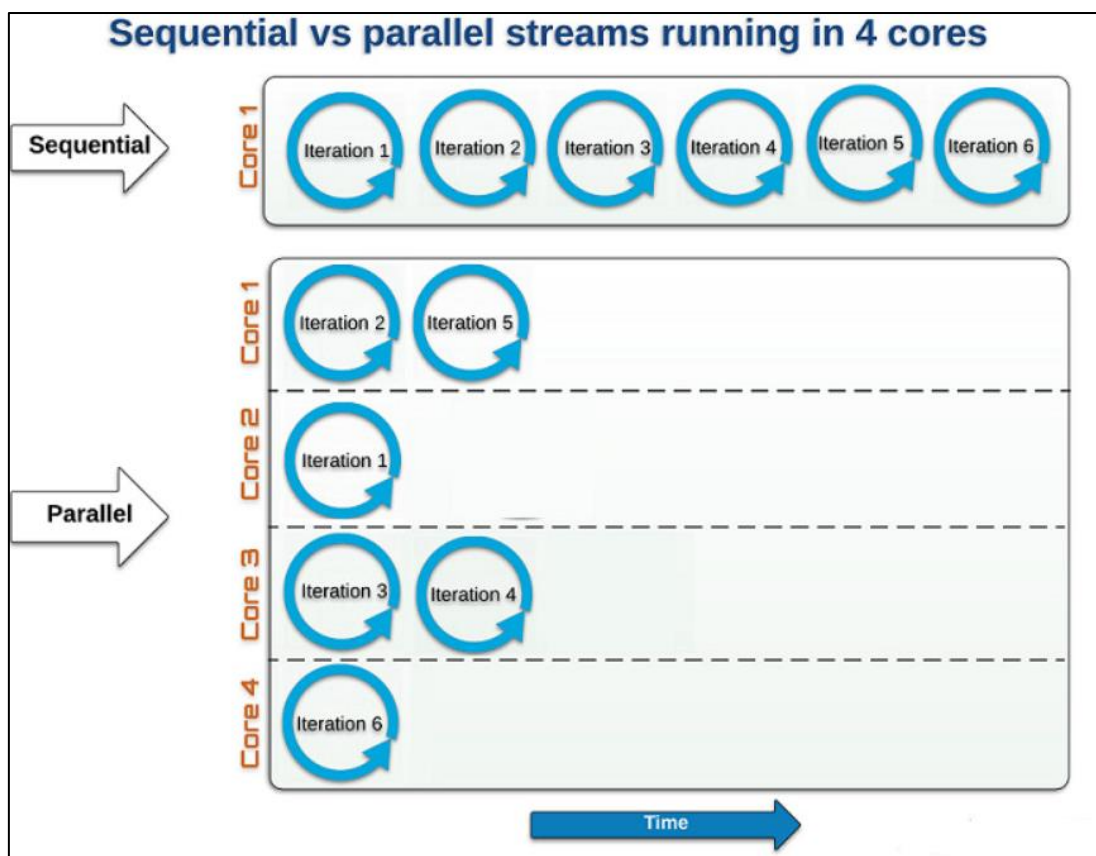 Sequential vs parallel streams running in 4 cores
Sequential
Core 1
Iteration 1
Iteration 2
Iteration 3
Iteration 4
Iteration 5
Iteration 6
Parallel
Core 1
Iteration 2
Iteration 5
Core 2
Iteration 1
Core 3
Iteration 3
Iteration 4
Core 4
Iteration 6
Time